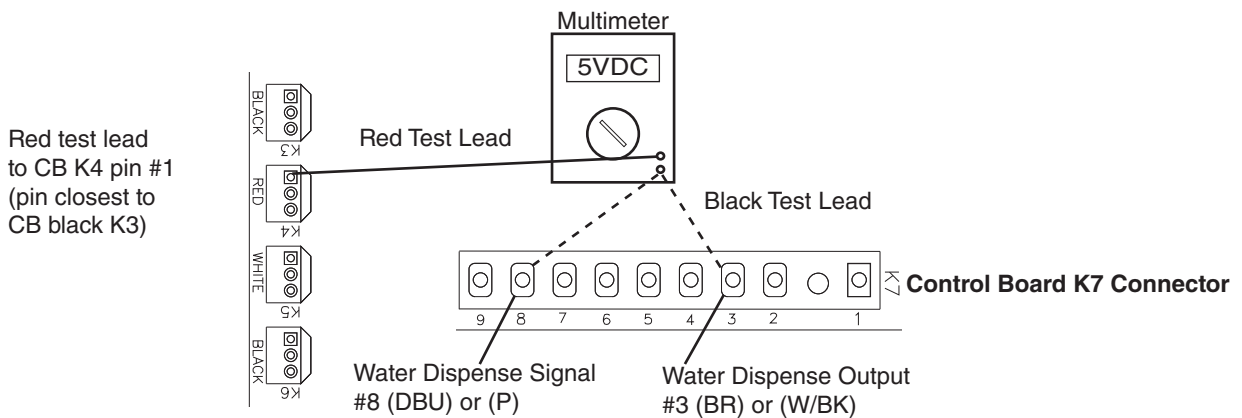 Multimeter
5VDC
BLACK
K3
Red test lead
to CB K4 pin #1
(pin closest to
CB black K3)
Red Test Lead
RED
K4
Black Test Lead
WHITE
K5
K7
Control Board K7 Connector
9 8 7 6 5 4 3 2 1
BLACK
K6
Water Dispense Signal
#8 (DBU) or (P)
Water Dispense Output
#3 (BR) or (W/BK)